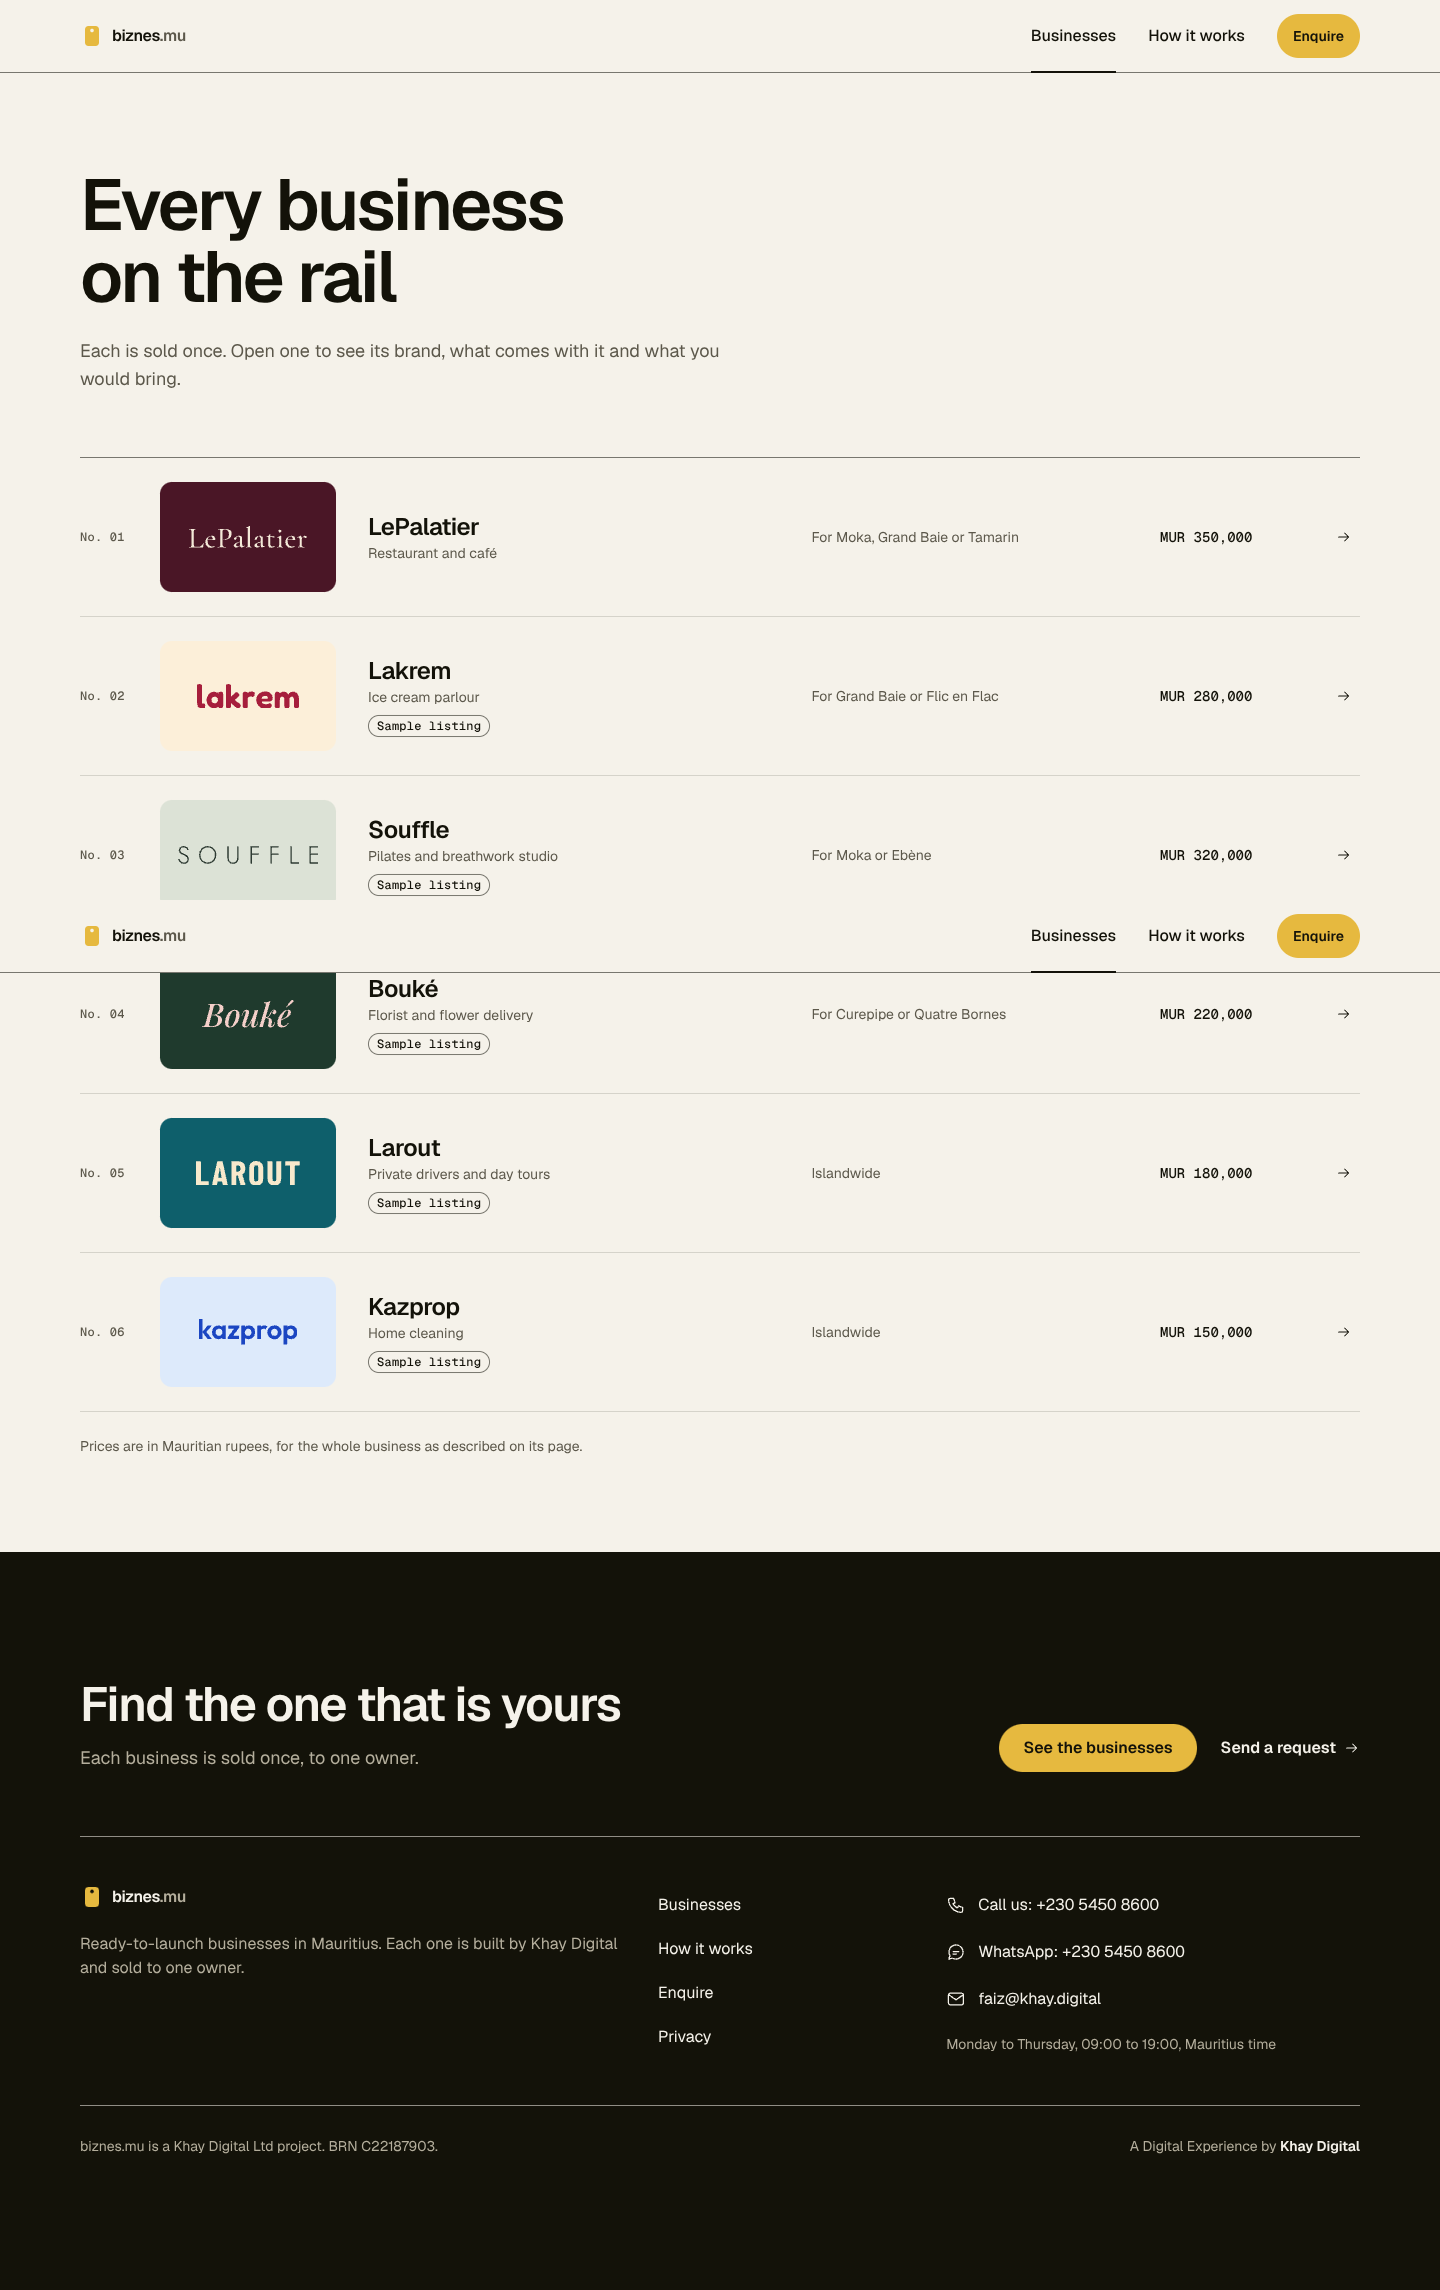 biznes.mu
Businesses
How it works
Enquire
Every business
on the rail
Each is sold once. Open one to see its brand, what comes with it and what you
would bring.
No. 01
LePalatier
LePalatier
Restaurant and café
For Moka, Grand Baie or Tamarin
MUR 350,000
No. 02
lakrem
Lakrem
Ice cream parlour
Sample listing
For Grand Baie or Flic en Flac
MUR 280,000
No. 03
SOUFFLE
Souffle
Pilates and breathwork studio
Sample listing
For Moka or Ebène
MUR 320,000
biznes.mu
Businesses
How it works
Enquire
No. 04
Bouké
Bouké
Florist and flower delivery
Sample listing
For Curepipe or Quatre Bornes
MUR 220,000
No. 05
LAROUT
Larout
Private drivers and day tours
Sample listing
Islandwide
MUR 180,000
No. 06
kazprop
Kazprop
Home cleaning
Sample listing
Islandwide
MUR 150,000
Prices are in Mauritian rupees, for the whole business as described on its page.
Find the one that is yours
Each business is sold once, to one owner.
See the businesses
Send a request
biznes.mu
Ready-to-launch businesses in Mauritius. Each one is built by Khay Digital
and sold to one owner.
Businesses
How it works
Enquire
Privacy
Call us: +230 5450 8600
WhatsApp: +230 5450 8600
faiz@khay.digital
Monday to Thursday, 09:00 to 19:00, Mauritius time
biznes.mu is a Khay Digital Ltd project. BRN C22187903.
A Digital Experience by Khay Digital